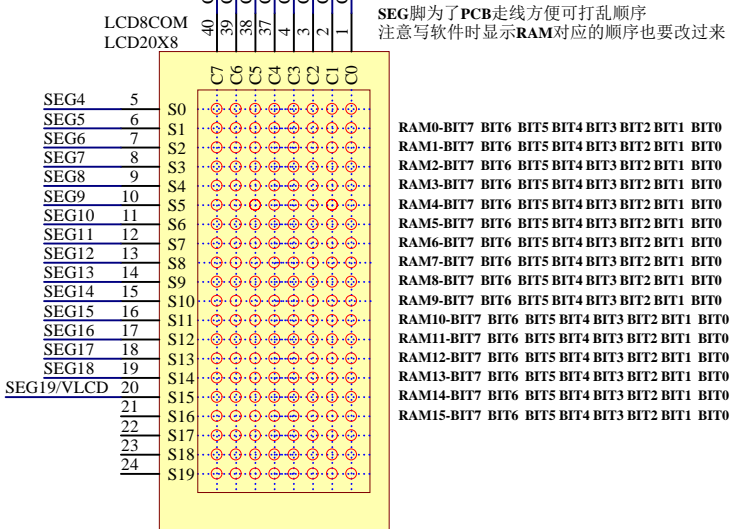 SEG脚为了PCB走线方便可打乱顺序
注意写软件时显示RAM对应的顺序也要改过来
LCD8COM
LCD20X8
40 39 38 37 4 3 2 1
C7 C6 C5 C4 C3 C2 C1 C0
SEG4 5 S0
SEG5 6 S1 RAM0-BIT7 BIT6 BIT5 BIT4 BIT3 BIT2 BIT1 BIT0
SEG6 7 S2 RAM1-BIT7 BIT6 BIT5 BIT4 BIT3 BIT2 BIT1 BIT0
SEG7 8 S3 RAM2-BIT7 BIT6 BIT5 BIT4 BIT3 BIT2 BIT1 BIT0
SEG8 9 S4 RAM3-BIT7 BIT6 BIT5 BIT4 BIT3 BIT2 BIT1 BIT0
SEG9 10 S5 RAM4-BIT7 BIT6 BIT5 BIT4 BIT3 BIT2 BIT1 BIT0
SEG10 11 S6 RAM5-BIT7 BIT6 BIT5 BIT4 BIT3 BIT2 BIT1 BIT0
SEG11 12 S7 RAM6-BIT7 BIT6 BIT5 BIT4 BIT3 BIT2 BIT1 BIT0
SEG12 13 S8 RAM7-BIT7 BIT6 BIT5 BIT4 BIT3 BIT2 BIT1 BIT0
SEG13 14 S9 RAM8-BIT7 BIT6 BIT5 BIT4 BIT3 BIT2 BIT1 BIT0
SEG14 15 S10 RAM9-BIT7 BIT6 BIT5 BIT4 BIT3 BIT2 BIT1 BIT0
SEG15 16 S11 RAM10-BIT7 BIT6 BIT5 BIT4 BIT3 BIT2 BIT1 BIT0
SEG16 17 S12 RAM11-BIT7 BIT6 BIT5 BIT4 BIT3 BIT2 BIT1 BIT0
SEG17 18 S13 RAM12-BIT7 BIT6 BIT5 BIT4 BIT3 BIT2 BIT1 BIT0
SEG18 19 S14 RAM13-BIT7 BIT6 BIT5 BIT4 BIT3 BIT2 BIT1 BIT0
SEG19/VLCD 20 S15 RAM14-BIT7 BIT6 BIT5 BIT4 BIT3 BIT2 BIT1 BIT0
21 S16 RAM15-BIT7 BIT6 BIT5 BIT4 BIT3 BIT2 BIT1 BIT0
22 S17
23 S18
24 S19